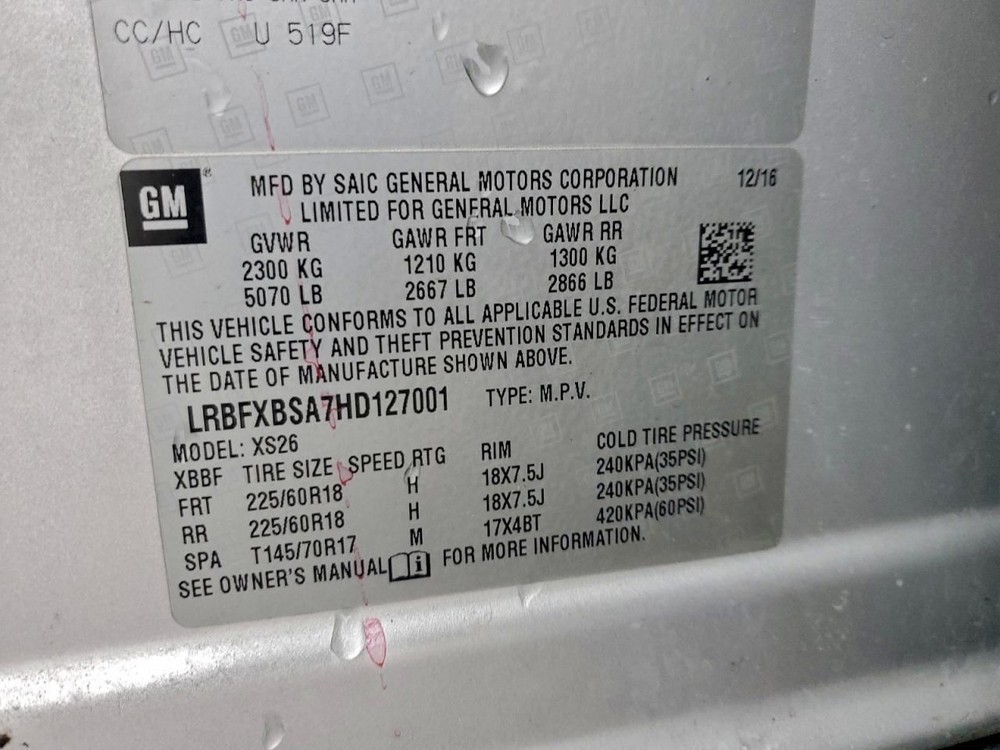 CC/HC U 519F
GM
MFD BY SAIC GENERAL MOTORS CORPORATION 12/16
LIMITED FOR GENERAL MOTORS LLC
GVWR GAWR FRT GAWR RR
2300 KG 1210 KG 1300 KG
5070 LB 2667 LB 2866 LB
THIS VEHICLE CONFORMS TO ALL APPLICABLE U.S. FEDERAL MOTOR
VEHICLE SAFETY AND THEFT PREVENTION STANDARDS IN EFFECT ON
THE DATE OF MANUFACTURE SHOWN ABOVE.
LRBFXBSA7HD127001 TYPE: M.P.V.
MODEL: XS26
XBBF TIRE SIZE SPEED RTG RIM COLD TIRE PRESSURE
FRT 225/60R18 H 18X7.5J 240KPA(35PSI)
RR 225/60R18 H 18X7.5J 240KPA(35PSI)
SPA T145/70R17 M 17X4BT 420KPA(60PSI)
SEE OWNER'S MANUAL FOR MORE INFORMATION.